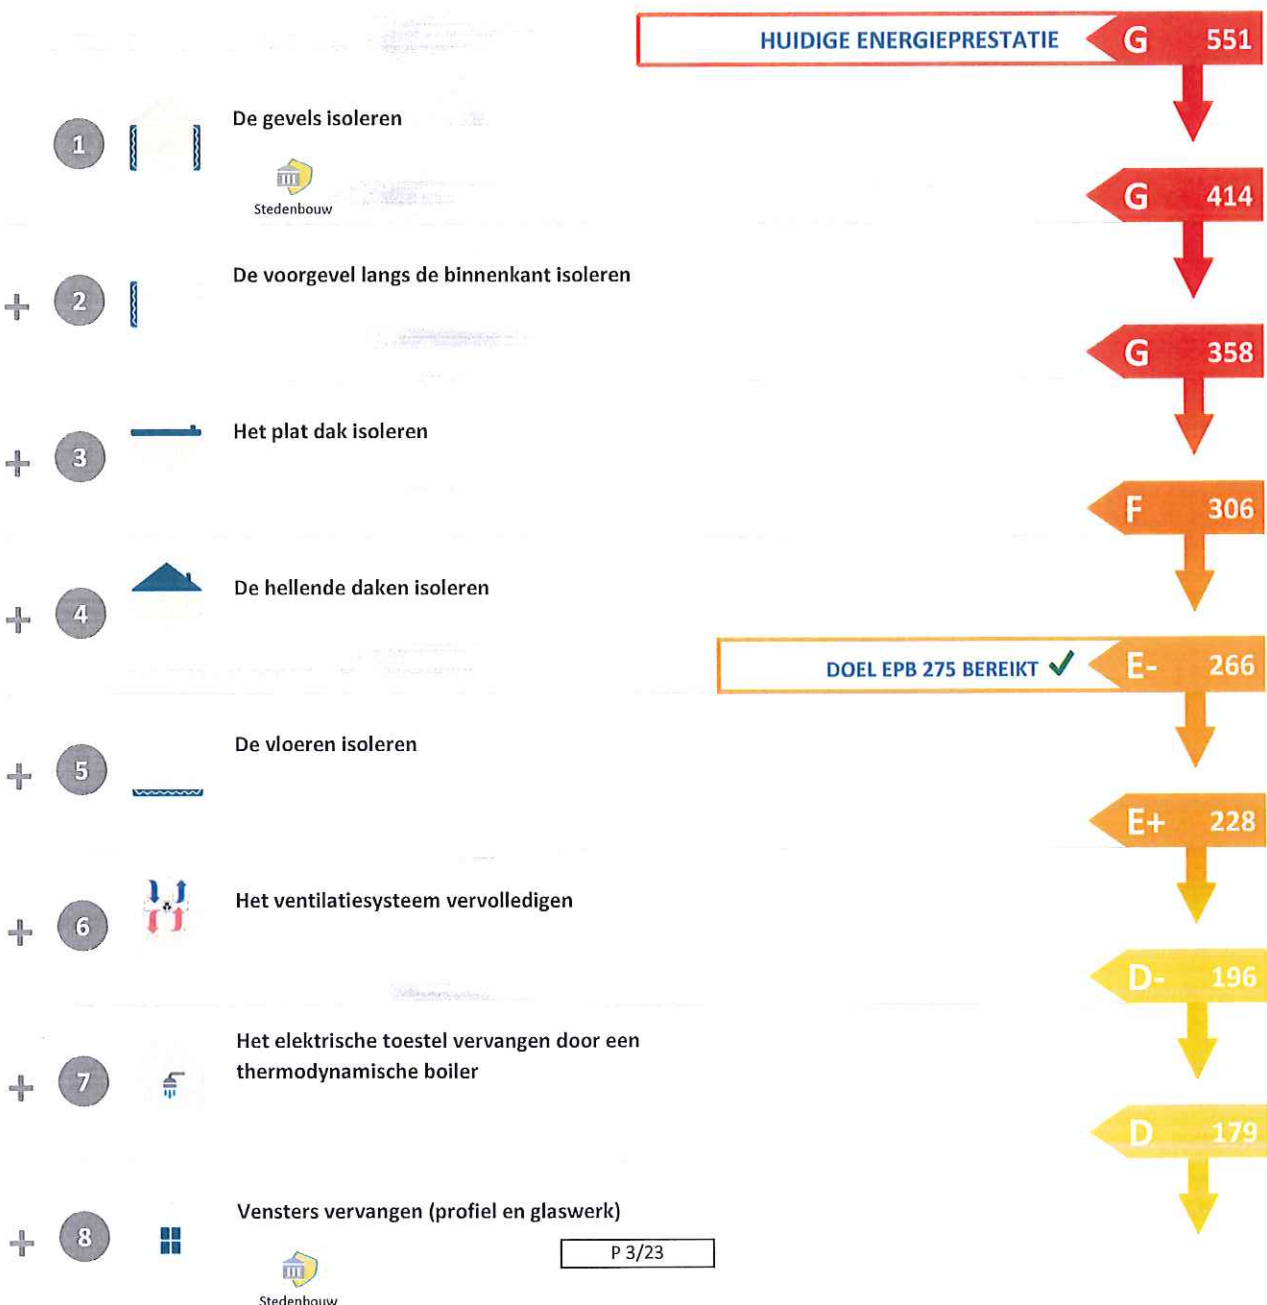 HUIDIGE ENERGIEPRESTATIE G 551
1 De gevels isoleren
Stedenbouw
G 414
+ 2 De voorgevel langs de binnenkant isoleren
G 358
+ 3 Het plat dak isoleren
F 306
+ 4 De hellende daken isoleren
DOEL EPB 275 BEREIKT ✓ E- 266
+ 5 De vloeren isoleren
E+ 228
+ 6 Het ventilatiesysteem vervolledigen
D- 196
+ 7 Het elektrische toestel vervangen door een
thermodynamische boiler
D 179
+ 8 Vensters vervangen (profiel en glaswerk)
P 3/23
Stedenbouw